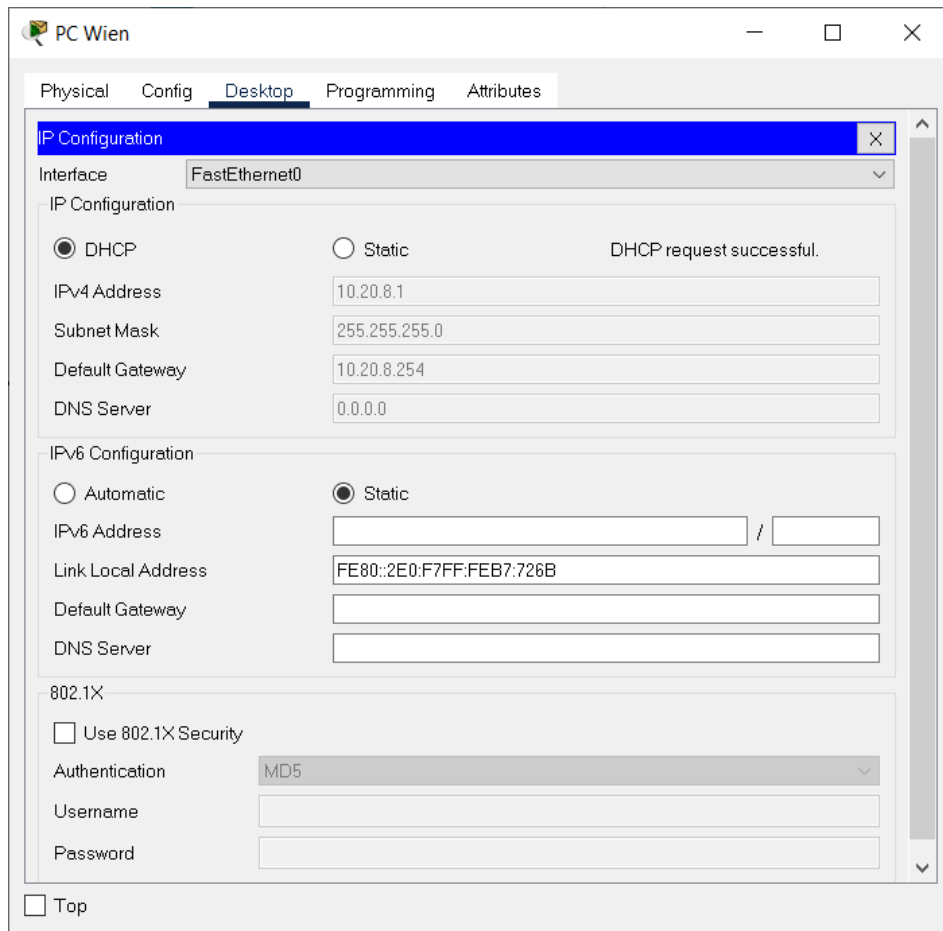 PC Wien
Physical Config Desktop Programming Attributes
IP Configuration X
Interface FastEthernet0
IP Configuration
DHCP Static DHCP request successful.
IPv4 Address 10.20.8.1
Subnet Mask 255.255.255.0
Default Gateway 10.20.8.254
DNS Server 0.0.0.0
IPv6 Configuration
Automatic Static
IPv6 Address /
Link Local Address FE80::2E0:F7FF:FEB7:726B
Default Gateway
DNS Server
802.1X
Use 802.1X Security
Authentication MD5
Username
Password
Top